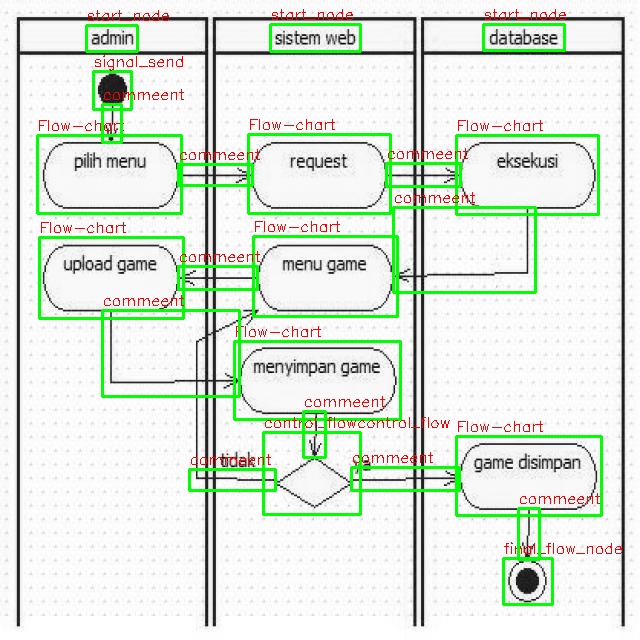 start_node start_node start_node
admin sistem web database
signal_send
commeent
Flow-chart Flow-chart Flow-chart
pilih menu commeent request commeent eksekusi
commeent
Flow-chart Flow-chart
upload game commeent menu game
commeent
Flow-chart
menyimpan game
commeent
control_flowcontrol_flow Flow-chart
tidak commeent commeent game disimpan
commeent
final_flow_node